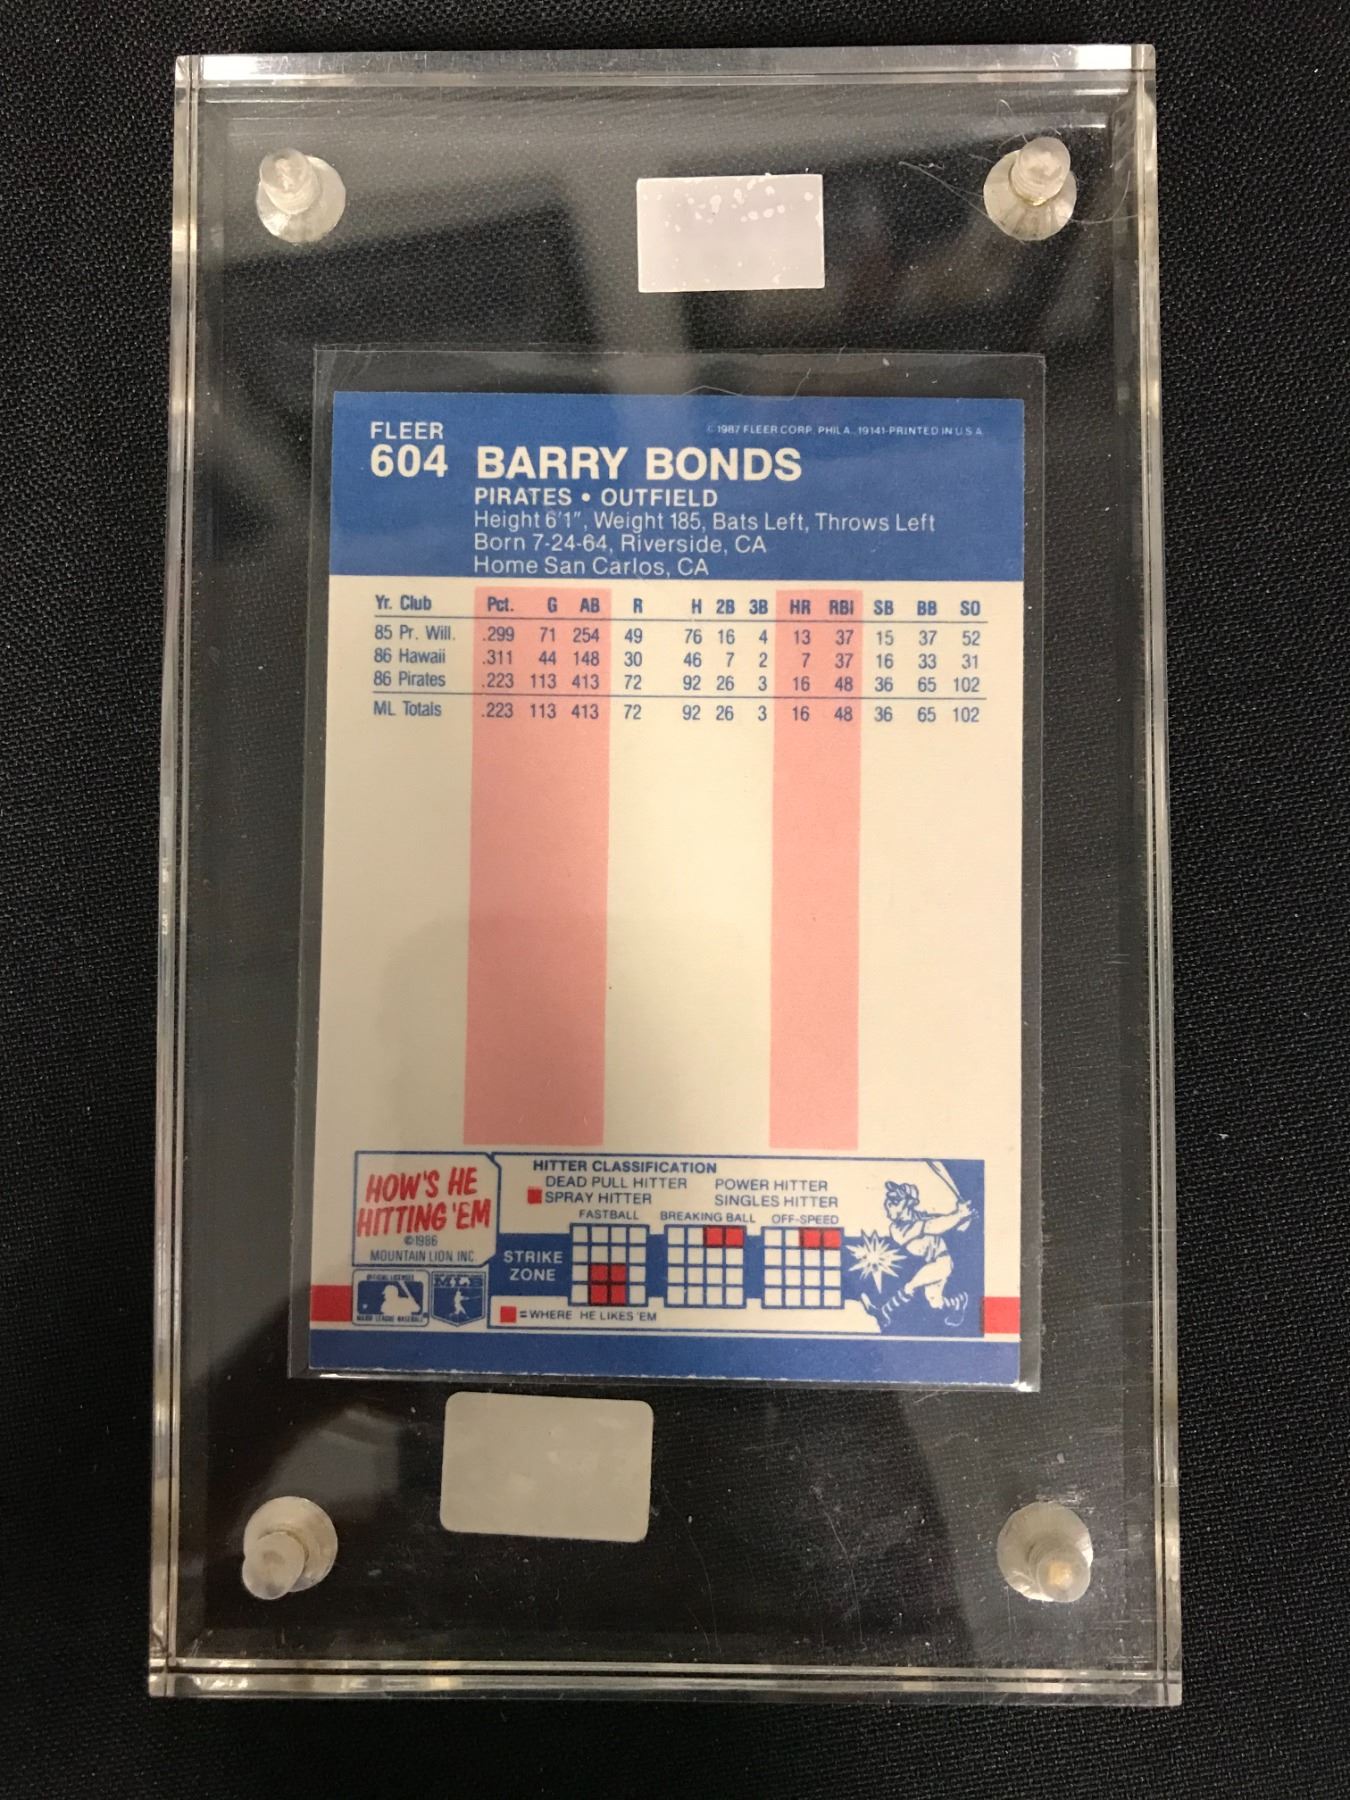 FLEER
© 1987 FLEER CORP. PHILA. 19141-PRINTED IN U.S.A.
604 BARRY BONDS
PIRATES • OUTFIELD
Height 6'1", Weight 185, Bats Left, Throws Left
Born 7-24-64, Riverside, CA
Home San Carlos, CA
Yr. Club Pct. G AB R H 2B 3B HR RBI SB BB SO
85 Pr. Will. .299 71 254 49 76 16 4 13 37 15 37 52
86 Hawaii .311 44 148 30 46 7 2 7 37 16 33 31
86 Pirates .223 113 413 72 92 26 3 16 48 36 65 102
ML Totals .223 113 413 72 92 26 3 16 48 36 65 102
HOW'S HE
HITTING 'EM
©1986
MOUNTAIN LION INC.
HITTER CLASSIFICATION
DEAD PULL HITTER POWER HITTER
SPRAY HITTER SINGLES HITTER
FASTBALL BREAKING BALL OFF-SPEED
STRIKE
ZONE
= WHERE HE LIKES 'EM
OFFICIAL LICENSEE
MAJOR LEAGUE BASEBALL